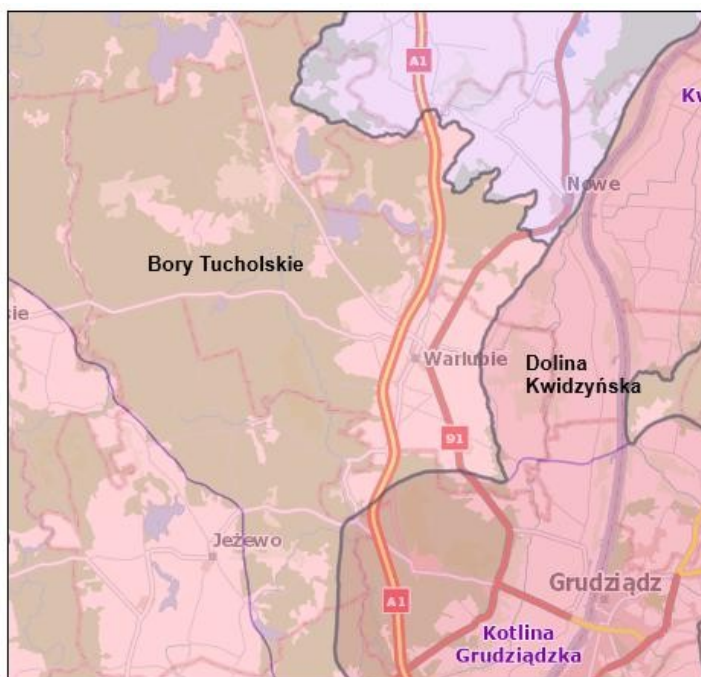 A1
Kw
Nowe
Bory Tucholskie
sie
Warlubie
Dolina
Kwidzyńska
91
Jeżewo
Grudziądz
A1
Kotlina
Grudziądzka